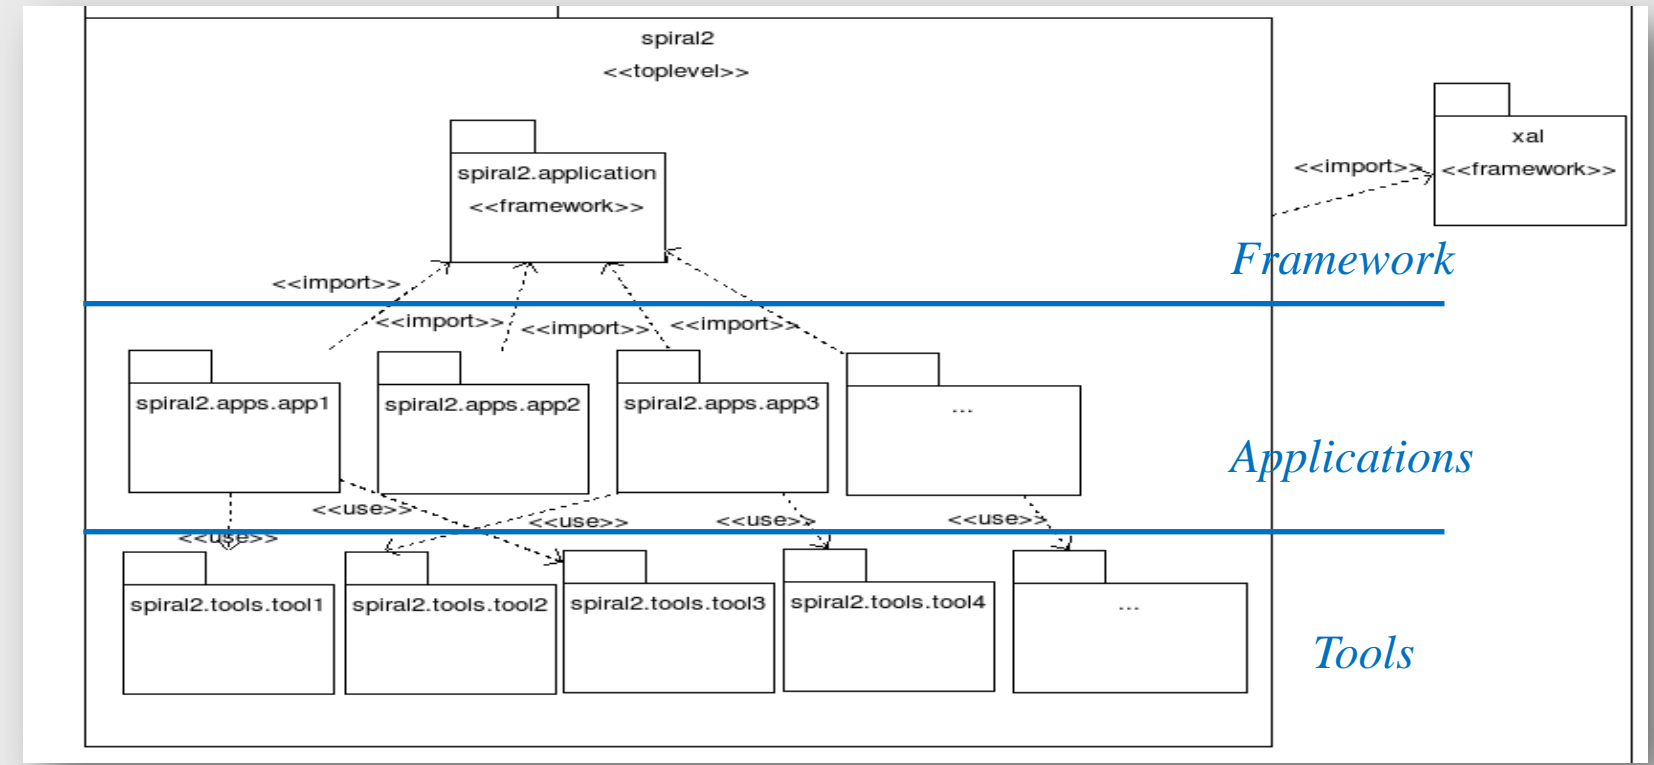 spiral2
<<toplevel>>
xal
<<import>>
<<framework>>
spiral2.application
<<framework>>
Framework
<<import>>
<<import>>
<<import>>
<<import>>
spiral2.apps.app1
spiral2.apps.app2
spiral2.apps.app3
...
Applications
<<use>>
<<use>>
<<use>>
<<use>>
<<use>>
spiral2.tools.tool1
spiral2.tools.tool2
spiral2.tools.tool3
spiral2.tools.tool4
...
Tools